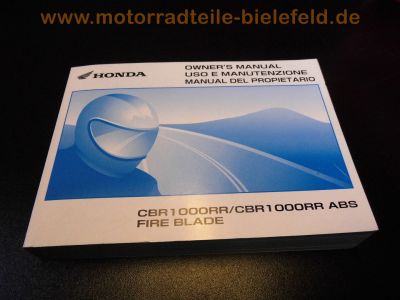 www.motorradteile-bielefeld.de
HONDA
OWNER'S MANUAL
USO E MANUTENZIONE
MANUAL DEL PROPIETARIO
CBR1000RR/CBR1000RR ABS
FIRE BLADE